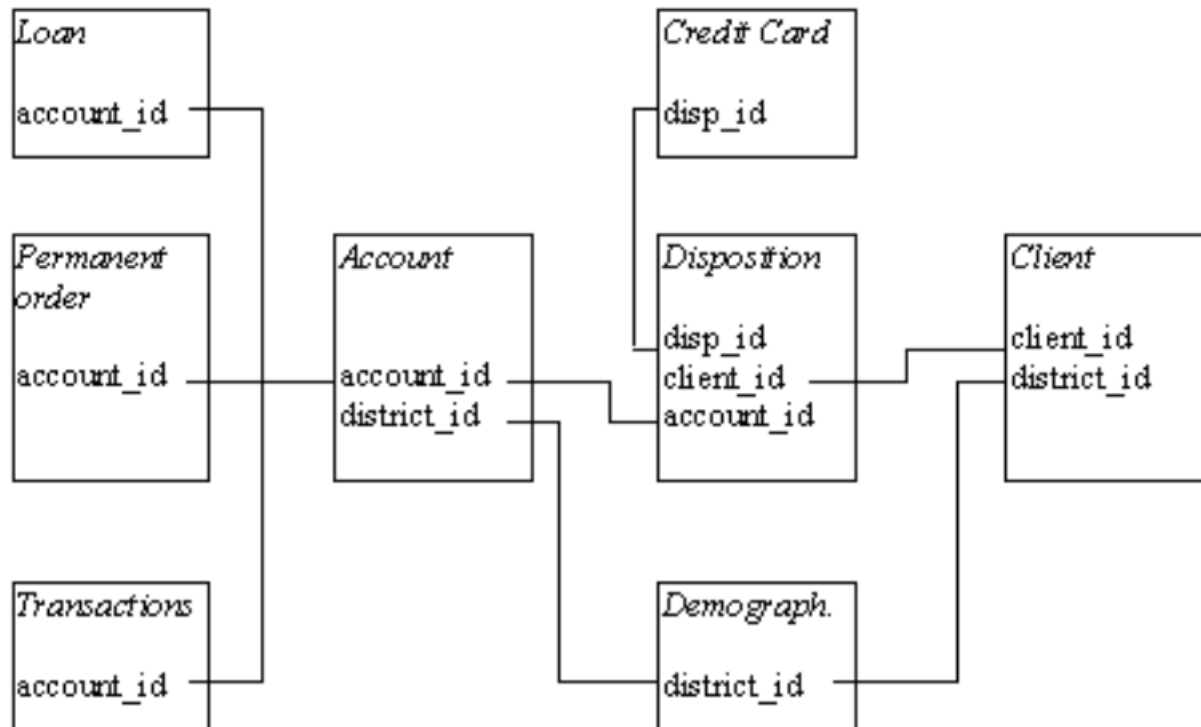 Loan
account_id
Credit Card
disp_id
Permanent
order
account_id
Account
account_id
district_id
Disposition
disp_id
client_id
account_id
Client
client_id
district_id
Transactions
account_id
Demograph.
district_id